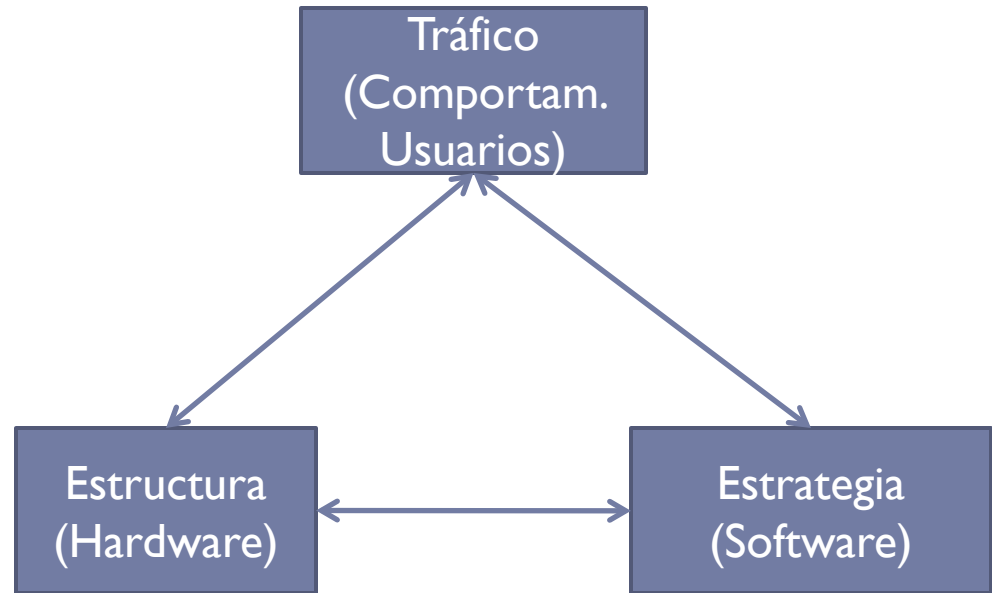 Tráfico
(Comportam.
Usuarios)
Estructura
(Hardware)
Estrategia
(Software)